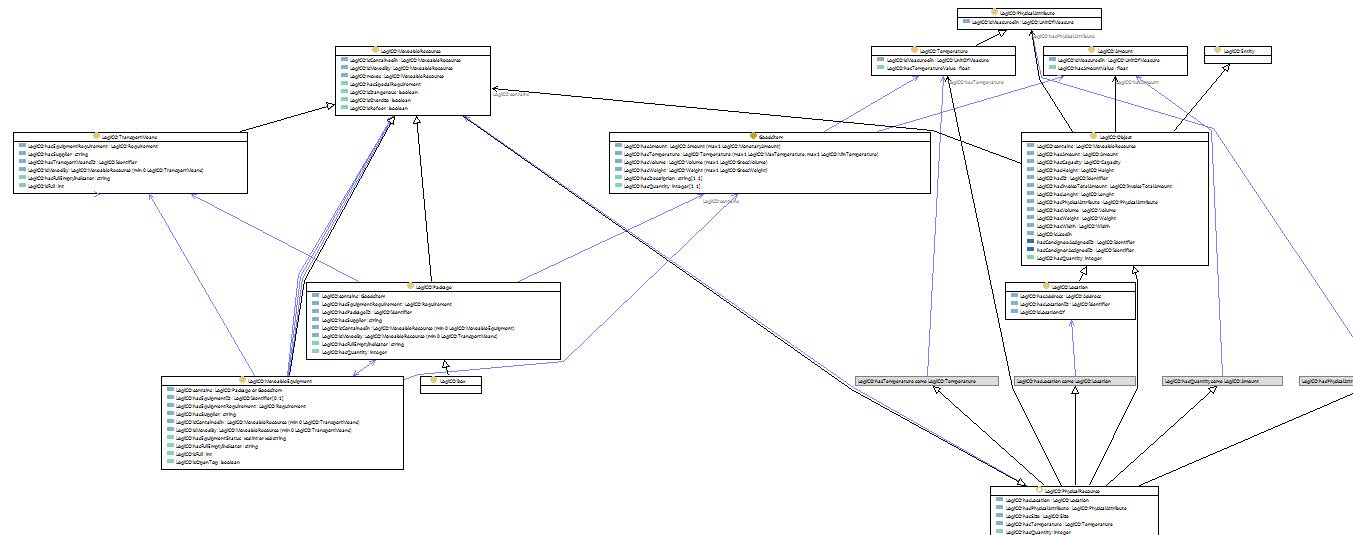 LogiCO:PhysicalAttribute
LogiCO:isMeasuredIn : LogiCO:UnitOfMeasure
LogiCO:hasPhysicalAttribute
LogiCO:MoveableResource
LogiCO:isContainedIn : LogiCO:MoveableResource
LogiCO:isMovedBy : LogiCO:MoveableResource
LogiCO:moves : LogiCO:MoveableResource
LogiCO:hasSpecialRequirement
LogiCO:isDangerous : boolean
LogiCO:isOversize : boolean
LogiCO:isReefer : boolean
LogiCO:contains
LogiCO:Temperature
LogiCO:isMeasuredIn : LogiCO:UnitOfMeasure
LogiCO:hasTemperatureValue : float
LogiCO:hasTemperature
LogiCO:Amount
LogiCO:isMeasuredIn : LogiCO:UnitOfMeasure
LogiCO:hasAmountValue : float
LogiCO:hasAmount
LogiCO:Entity
LogiCO:TransportMeans
LogiCO:hasEquipmentRequirement : LogiCO:Requirement
LogiCO:hasSupplier : string
LogiCO:hasTransportMeansID : LogiCO:Identifier
LogiCO:isMovedBy : LogiCO:MoveableResource (min 0 LogiCO:TransportMeans)
LogiCO:hasFullEmptyIndicator : string
LogiCO:isFull : int
GoodsItem
LogiCO:hasAmount : LogiCO:Amount (max 1 LogiCO:MonetaryAmount)
LogiCO:hasTemperature : LogiCO:Temperature (max 1 LogiCO:MaxTemperature, max 1 LogiCO:MinTemperature)
LogiCO:hasVolume : LogiCO:Volume (max 1 LogiCO:GrossVolume)
LogiCO:hasWeight : LogiCO:Weight (max 1 LogiCO:GrossWeight)
LogiCO:hasDescription : string[1..1]
LogiCO:hasQuantity : integer[1..1]
LogiCO:contains
LogiCO:Object
LogiCO:contains : LogiCO:MoveableResource
LogiCO:hasAmount : LogiCO:Amount
LogiCO:hasCapacity : LogiCO:Capacity
LogiCO:hasHeight : LogiCO:Height
LogiCO:hasID : LogiCO:Identifier
LogiCO:hasInvoiceTotalAmount : LogiCO:InvoiceTotalAmount
LogiCO:hasLenght : LogiCO:Lenght
LogiCO:hasPhysicalAttribute : LogiCO:PhysicalAttribute
LogiCO:hasVolume : LogiCO:Volume
LogiCO:hasWeight : LogiCO:Weight
LogiCO:hasWidth : LogiCO:Width
LogiCO:isUsedIn
hasConsigneeAssignedID : LogiCO:Identifier
hasConsignorAssignedID : LogiCO:Identifier
LogiCO:hasQuantity : integer
LogiCO:Package
LogiCO:contains : GoodsItem
LogiCO:hasEquipmentRequirement : LogiCO:Requirement
LogiCO:hasPackageID : LogiCO:Identifier
LogiCO:hasSupplier : string
LogiCO:isContainedIn : LogiCO:MoveableResource (min 0 LogiCO:MoveableEquipment)
LogiCO:isMovedBy : LogiCO:MoveableResource (min 0 LogiCO:TransportMeans)
LogiCO:hasFullEmptyIndicator : string
LogiCO:hasQuantity : integer
LogiCO:Location
LogiCO:hasAddress : LogiCO:Address
LogiCO:hasLocationID : LogiCO:Identifier
LogiCO:isLocationOf
LogiCO:MoveableEquipment
LogiCO:contains : LogiCO:Package or GoodsItem
LogiCO:hasEquipmentID : LogiCO:Identifier[0..1]
LogiCO:hasEquipmentRequirement : LogiCO:Requirement
LogiCO:hasSupplier : string
LogiCO:isContainedIn : LogiCO:MoveableResource (min 0 LogiCO:TransportMeans)
LogiCO:isMovedBy : LogiCO:MoveableResource (min 0 LogiCO:TransportMeans)
LogiCO:hasEquipmentStatus : xsd:int or xsd:string
LogiCO:hasFullEmptyIndicator : string
LogiCO:isFull : int
LogiCO:isOpenTop : boolean
LogiCO:Box
LogiCO:hasTemperature some LogiCO:Temperature
LogiCO:hasLocation some LogiCO:Location
LogiCO:hasQuantity some LogiCO:Amount
LogiCO:hasPhysicalAtt
LogiCO:PhysicalResource
LogiCO:hasLocation : LogiCO:Location
LogiCO:hasPhysicalAttribute : LogiCO:PhysicalAttribute
LogiCO:hasSize : LogiCO:Size
LogiCO:hasTemperature : LogiCO:Temperature
LogiCO:hasQuantity : integer